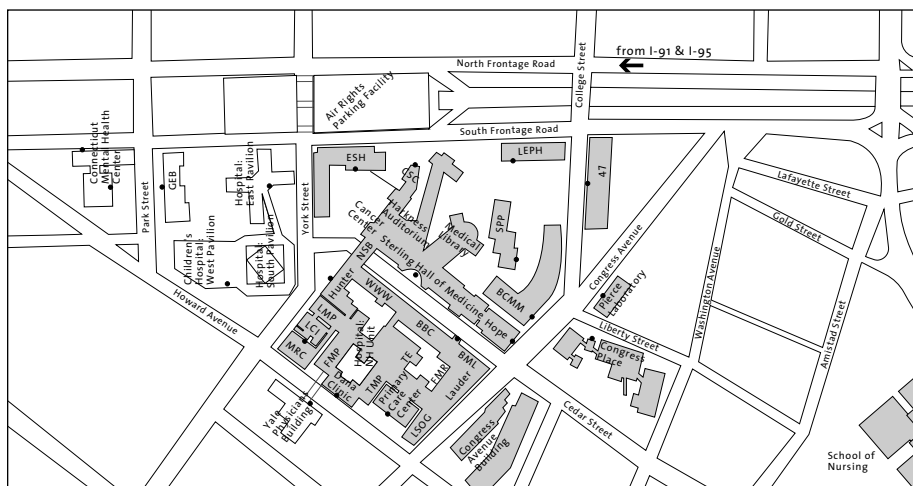 from I-91 & I-95
North Frontage Road
College Street
Air Rights
Parking Facility
South Frontage Road
Connecticut
Mental Health
Center
Park Street
GEB
Hospital:
East Pavilion
York Street
ESH
JSC
LEPH
47
Lafayette Street
Gold Street
Harkness
Auditorium
Cancer
Center
Medical
Library
SPP
Children's
Hospital:
West Pavilion
Hospital:
South Pavilion
NSB
Sterling Hall of Medicine
Hope
BCMM
Congress Avenue
Washington Avenue
Amistad Street
Pierce
Laboratory
Howard Avenue
Hunter
WWW
LMP
LCI
MRC
FMP
Hospital:
NH Unit
BBC
BML
TE
FMB
Lauder
Liberty Street
Congress
Place
Dana
Clinic
TMP
Primary
Care
Center
LSOG
Yale
Physicians
Building
Congress
Avenue
Building
Cedar Street
School of
Nursing